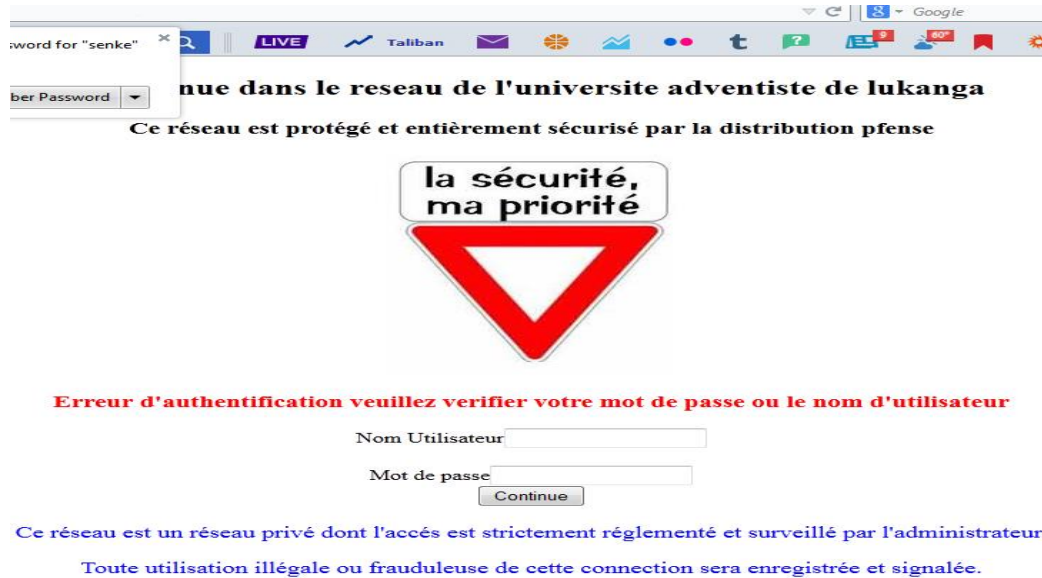 Google
sword for "senke"
LIVE
Taliban
9
60°
ber Password
nue dans le reseau de l'universite adventiste de lukanga
Ce réseau est protégé et entièrement sécurisé par la distribution pfense
la sécurité,
ma priorité
Erreur d'authentification veuillez verifier votre mot de passe ou le nom d'utilisateur
Nom Utilisateur
Mot de passe
Continue
Ce réseau est un réseau privé dont l'accés est strictement réglementé et surveillé par l'administrateur
Toute utilisation illégale ou frauduleuse de cette connection sera enregistrée et signalée.